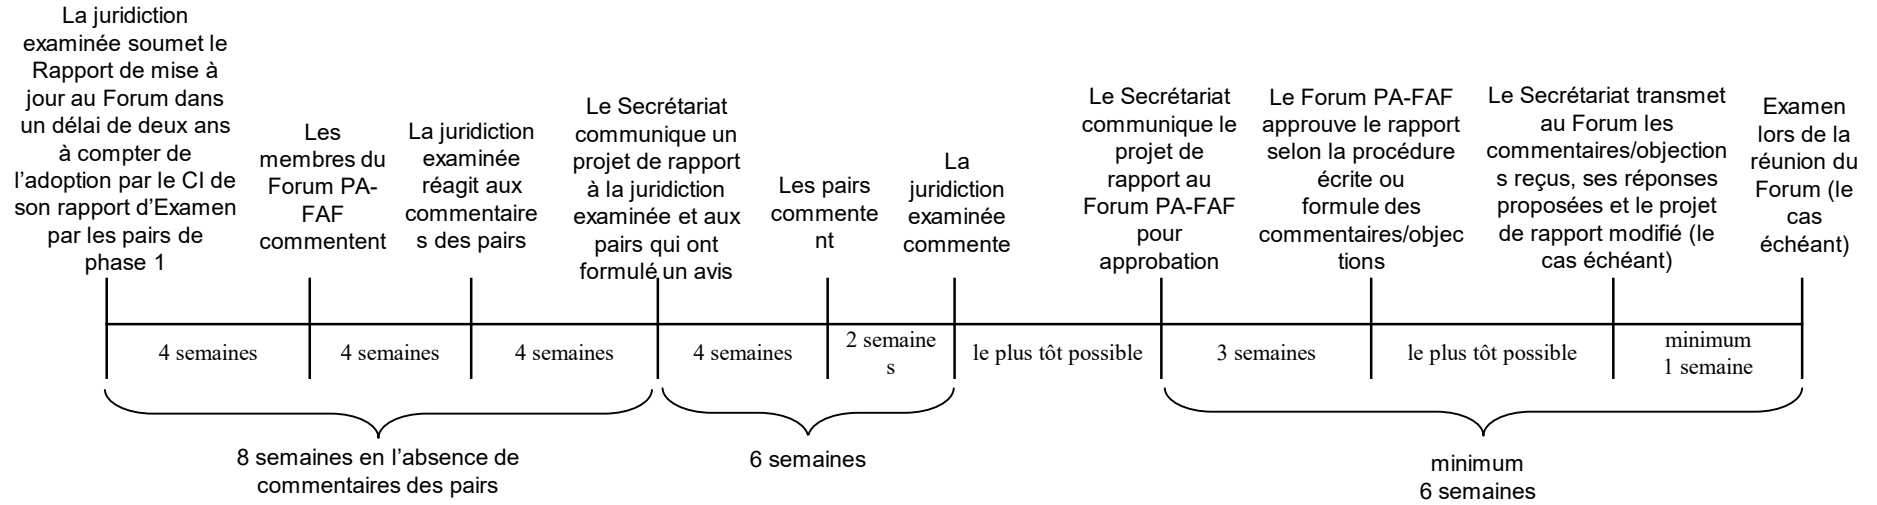 La juridiction
examinée soumet le
Rapport de mise à
jour au Forum dans
un délai de deux ans
à compter de
l’adoption par le CI de
son rapport d’Examen
par les pairs de
phase 1
Les
membres du
Forum PA-
FAF
commentent
La juridiction
examinée
réagit aux
commentaire
s des pairs
Le Secrétariat
communique un
projet de rapport
à la juridiction
examinée et aux
pairs qui ont
formulé un avis
Les pairs
commente
nt
La
juridiction
examinée
commente
Le Secrétariat
communique le
projet de
rapport au
Forum PA-FAF
pour
approbation
Le Forum PA-FAF
approuve le rapport
selon la procédure
écrite ou
formule des
commentaires/objec
tions
Le Secrétariat transmet
au Forum les
commentaires/objection
s reçus, ses réponses
proposées et le projet
de rapport modifié (le
cas échéant)
Examen
lors de la
réunion du
Forum (le
cas
échéant)
4 semaines
4 semaines
4 semaines
4 semaines
2 semaine
s
le plus tôt possible
3 semaines
le plus tôt possible
minimum
1 semaine
8 semaines en l’absence de
commentaires des pairs
6 semaines
minimum
6 semaines